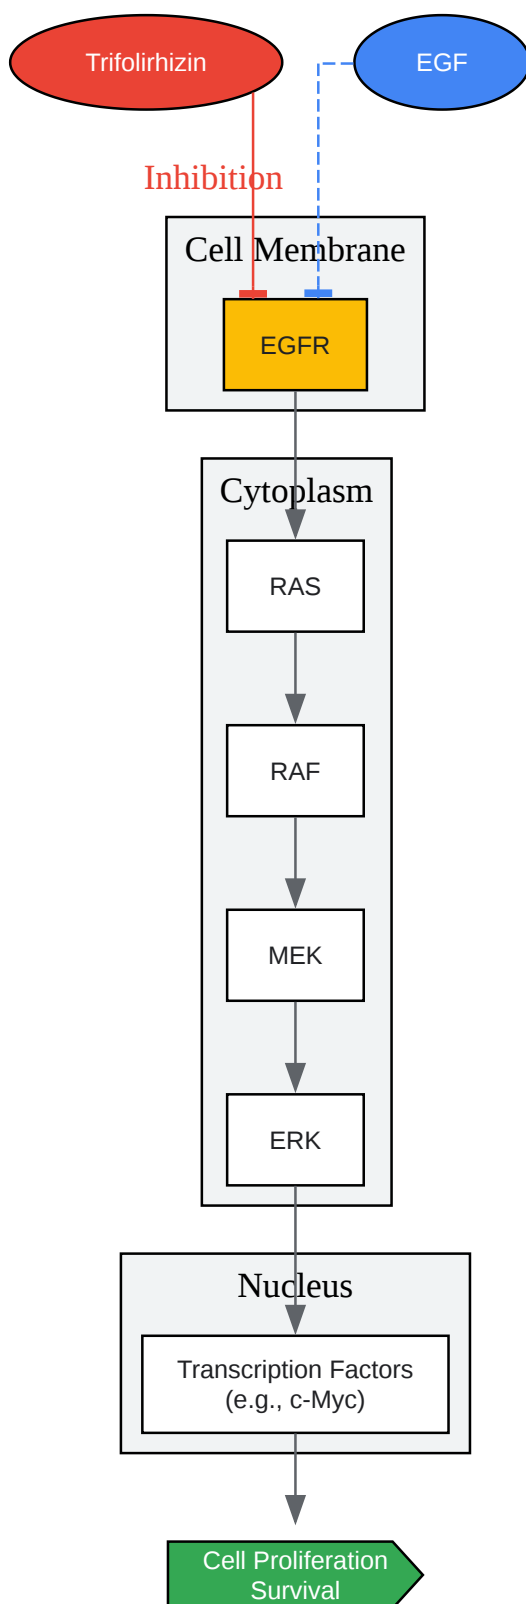 Trifolirhizin
EGF
Inhibition
Cell Membrane
EGFR
Cytoplasm
RAS
RAF
MEK
ERK
Nucleus
Transcription Factors
(e.g., c-Myc)
Cell Proliferation
Survival